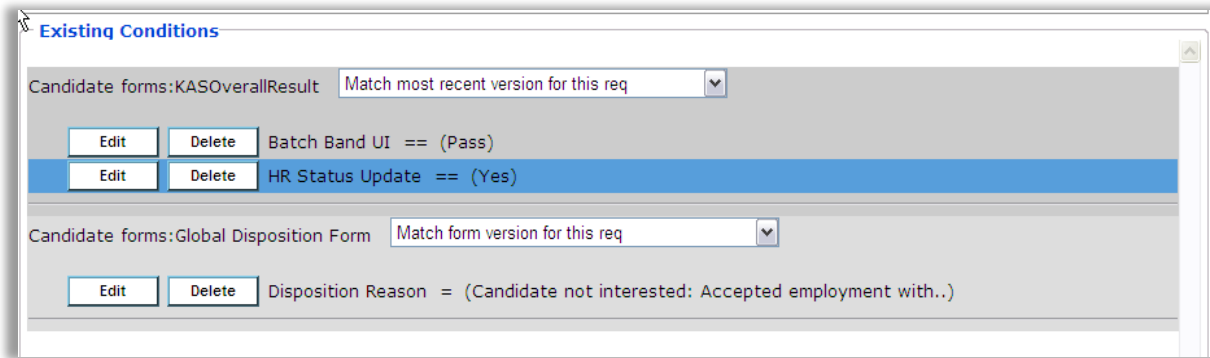 Existing Conditions
Candidate forms:KASOverallResult Match most recent version for this req
Edit Delete Batch Band UI == (Pass)
Edit Delete HR Status Update == (Yes)
Candidate forms:Global Disposition Form Match form version for this req
Edit Delete Disposition Reason = (Candidate not interested: Accepted employment with..)